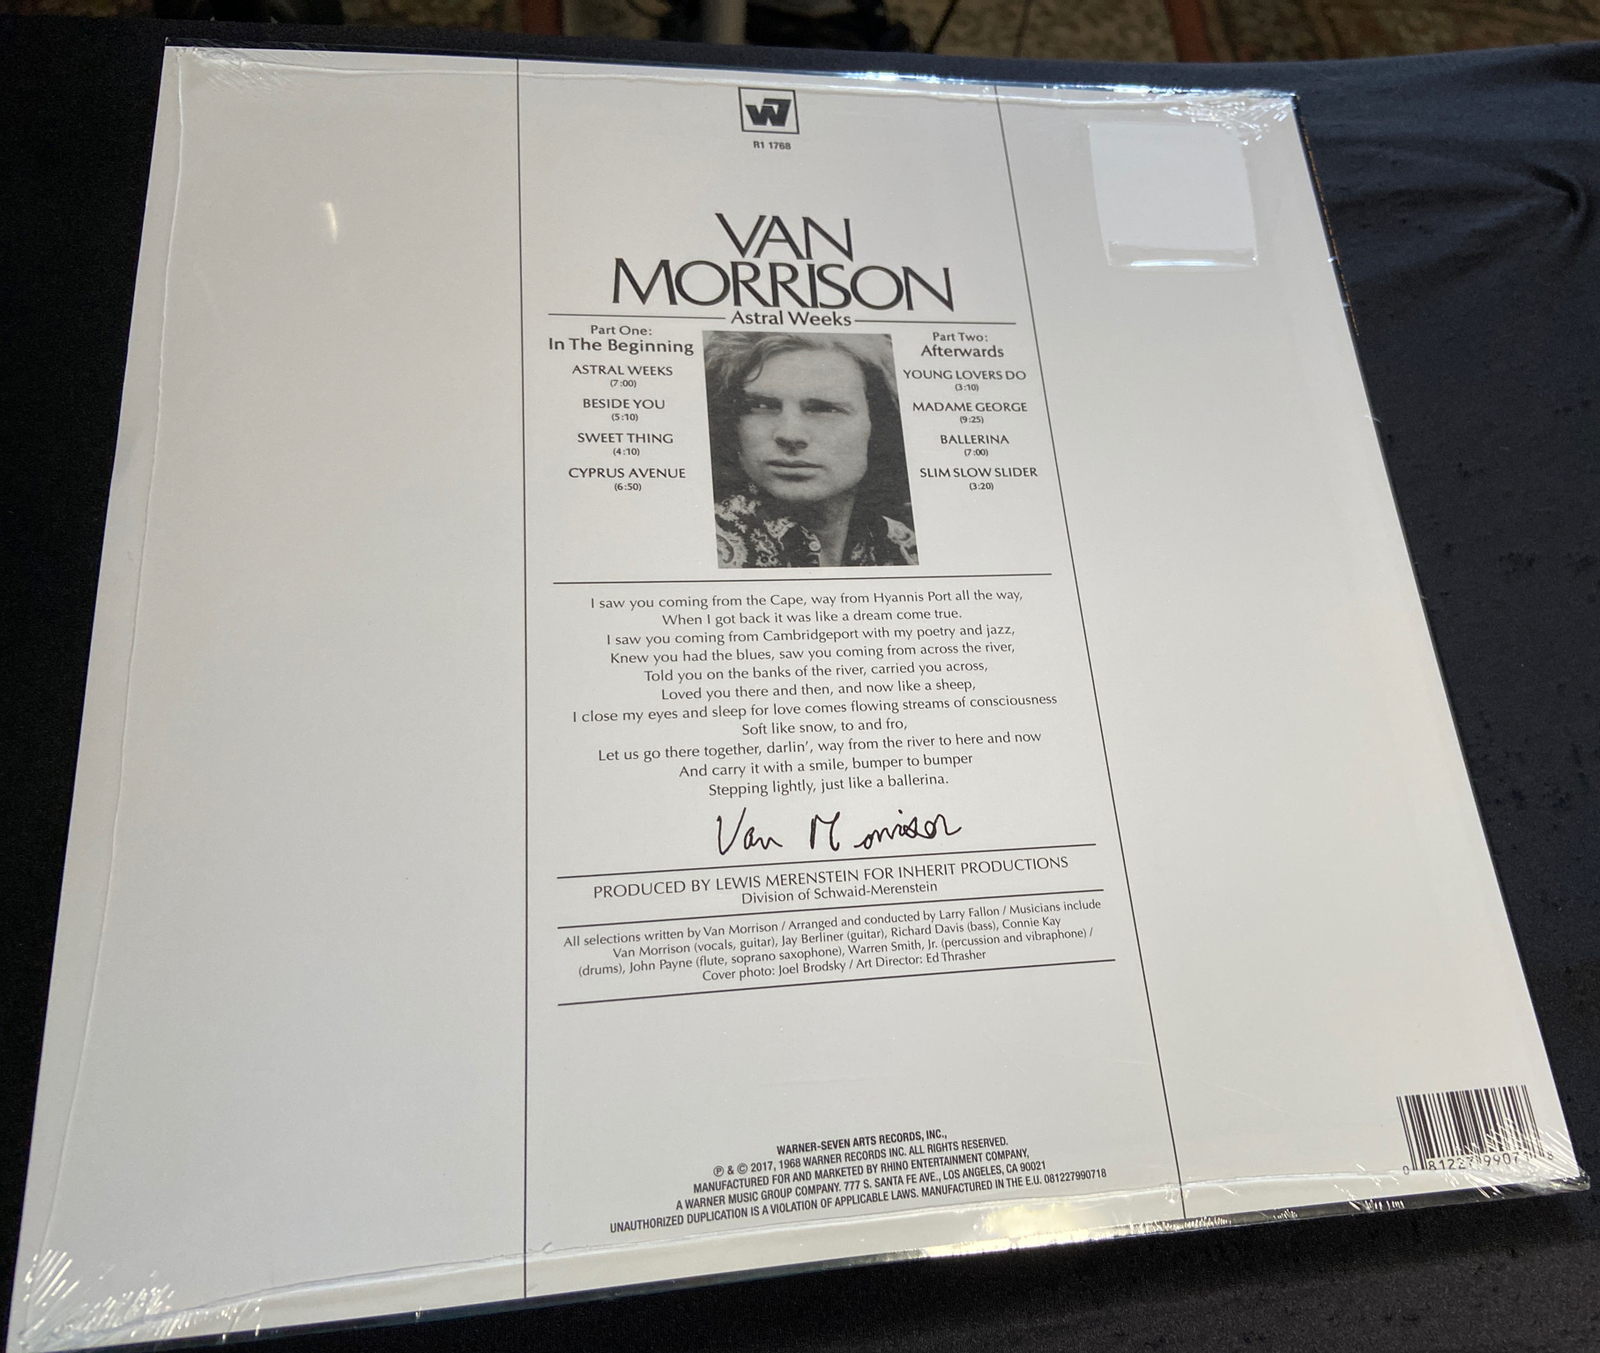 W7
R1 1768
VAN
MORRISON
Astral Weeks
Part One:
In The Beginning
ASTRAL WEEKS
(7:00)
BESIDE YOU
(5:10)
SWEET THING
(4:10)
CYPRUS AVENUE
(6:50)
Part Two:
Afterwards
YOUNG LOVERS DO
(3:10)
MADAME GEORGE
(9:25)
BALLERINA
(7:00)
SLIM SLOW SLIDER
(3:20)
I saw you coming from the Cape, way from Hyannis Port all the way,
When I got back it was like a dream come true.
I saw you coming from Cambridgeport with my poetry and jazz,
Knew you had the blues, saw you coming from across the river,
Told you on the banks of the river, carried you across,
Loved you there and then, and now like a sheep,
I close my eyes and sleep for love comes flowing streams of consciousness
Soft like snow, to and fro,
Let us go there together, darlin', way from the river to here and now
And carry it with a smile, bumper to bumper
Stepping lightly, just like a ballerina.
Van Morrison
PRODUCED BY LEWIS MERENSTEIN FOR INHERIT PRODUCTIONS
Division of Schwaid-Merenstein
All selections written by Van Morrison / Arranged and conducted by Larry Fallon / Musicians include
Van Morrison (vocals, guitar), Jay Berliner (guitar), Richard Davis (bass), Connie Kay
(drums), John Payne (flute, soprano saxophone), Warren Smith, Jr. (percussion and vibraphone) /
Cover photo: Joel Brodsky / Art Director: Ed Thrasher
WARNER-SEVEN ARTS RECORDS, INC.,
℗ & © 2017, 1968 WARNER RECORDS INC. ALL RIGHTS RESERVED.
MANUFACTURED FOR AND MARKETED BY RHINO ENTERTAINMENT COMPANY,
A WARNER MUSIC GROUP COMPANY. 777 S. SANTA FE AVE., LOS ANGELES, CA 90021
UNAUTHORIZED DUPLICATION IS A VIOLATION OF APPLICABLE LAWS. MANUFACTURED IN THE E.U. 081227990718